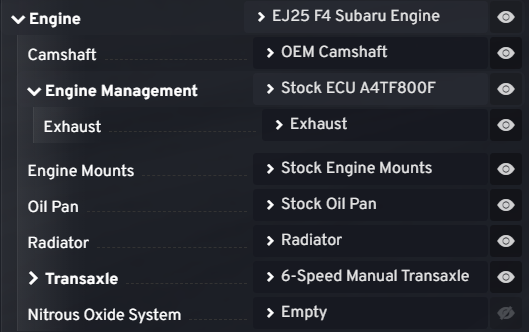 Engine EJ25 F4 Subaru Engine
Camshaft OEM Camshaft
Engine Management Stock ECU A4TF800F
Exhaust Exhaust
Engine Mounts Stock Engine Mounts
Oil Pan Stock Oil Pan
Radiator Radiator
Transaxle 6-Speed Manual Transaxle
Nitrous Oxide System Empty